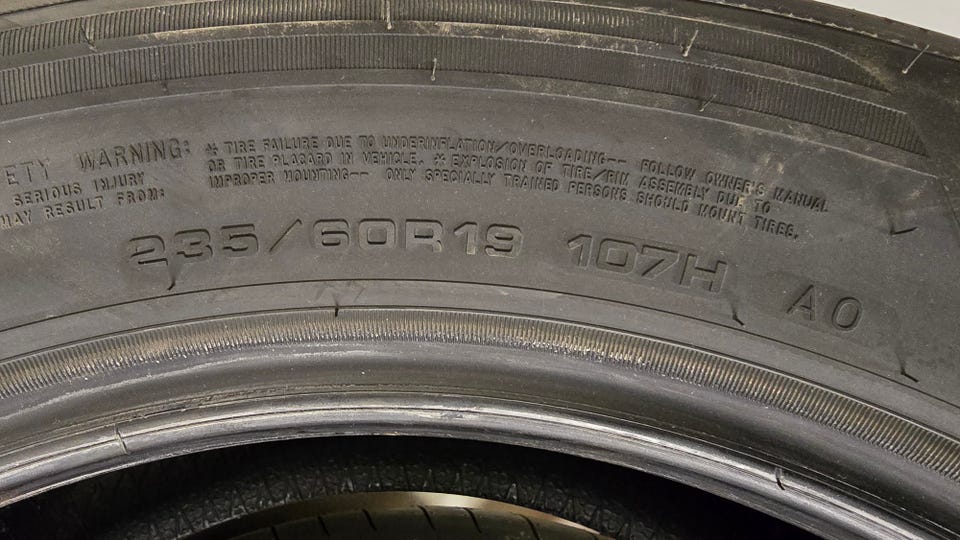 ETY WARNING:
SERIOUS INJURY
MAY RESULT FROM:
* TIRE FAILURE DUE TO UNDERINFLATION/OVERLOADING-- FOLLOW OWNER'S MANUAL
OR TIRE PLACARD IN VEHICLE. * EXPLOSION OF TIRE/RIM ASSEMBLY DUE TO
IMPROPER MOUNTING-- ONLY SPECIALLY TRAINED PERSONS SHOULD MOUNT TIRES.
235/60R19 107H AO